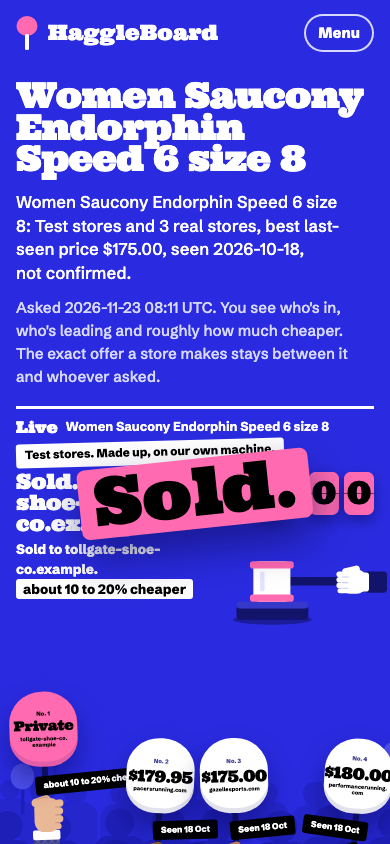 HaggleBoard
Menu
Women Saucony
Endorphin
Speed 6 size 8
Women Saucony Endorphin Speed 6 size
8: Test stores and 3 real stores, best last-
seen price $175.00, seen 2026-10-18,
not confirmed.
Asked 2026-11-23 08:11 UTC. You see who's in,
who's leading and roughly how much cheaper.
The exact offer a store makes stays between it
and whoever asked.
Live Women Saucony Endorphin Speed 6 size 8
Test stores. Made up, on our own machine.
Sold.
shoe-
co.ex
Sold.
0 0
Sold to tollgate-shoe-
co.example.
about 10 to 20% cheaper
No. 1
Private
tollgate-shoe-co.
example
about 10 to 20% che
No. 2
$179.95
pacersrunning.com
Seen 18 Oct
No. 3
$175.00
gazellesports.com
Seen 18 Oct
No. 4
$180.00
performancerunning.
com
Seen 18 Oct